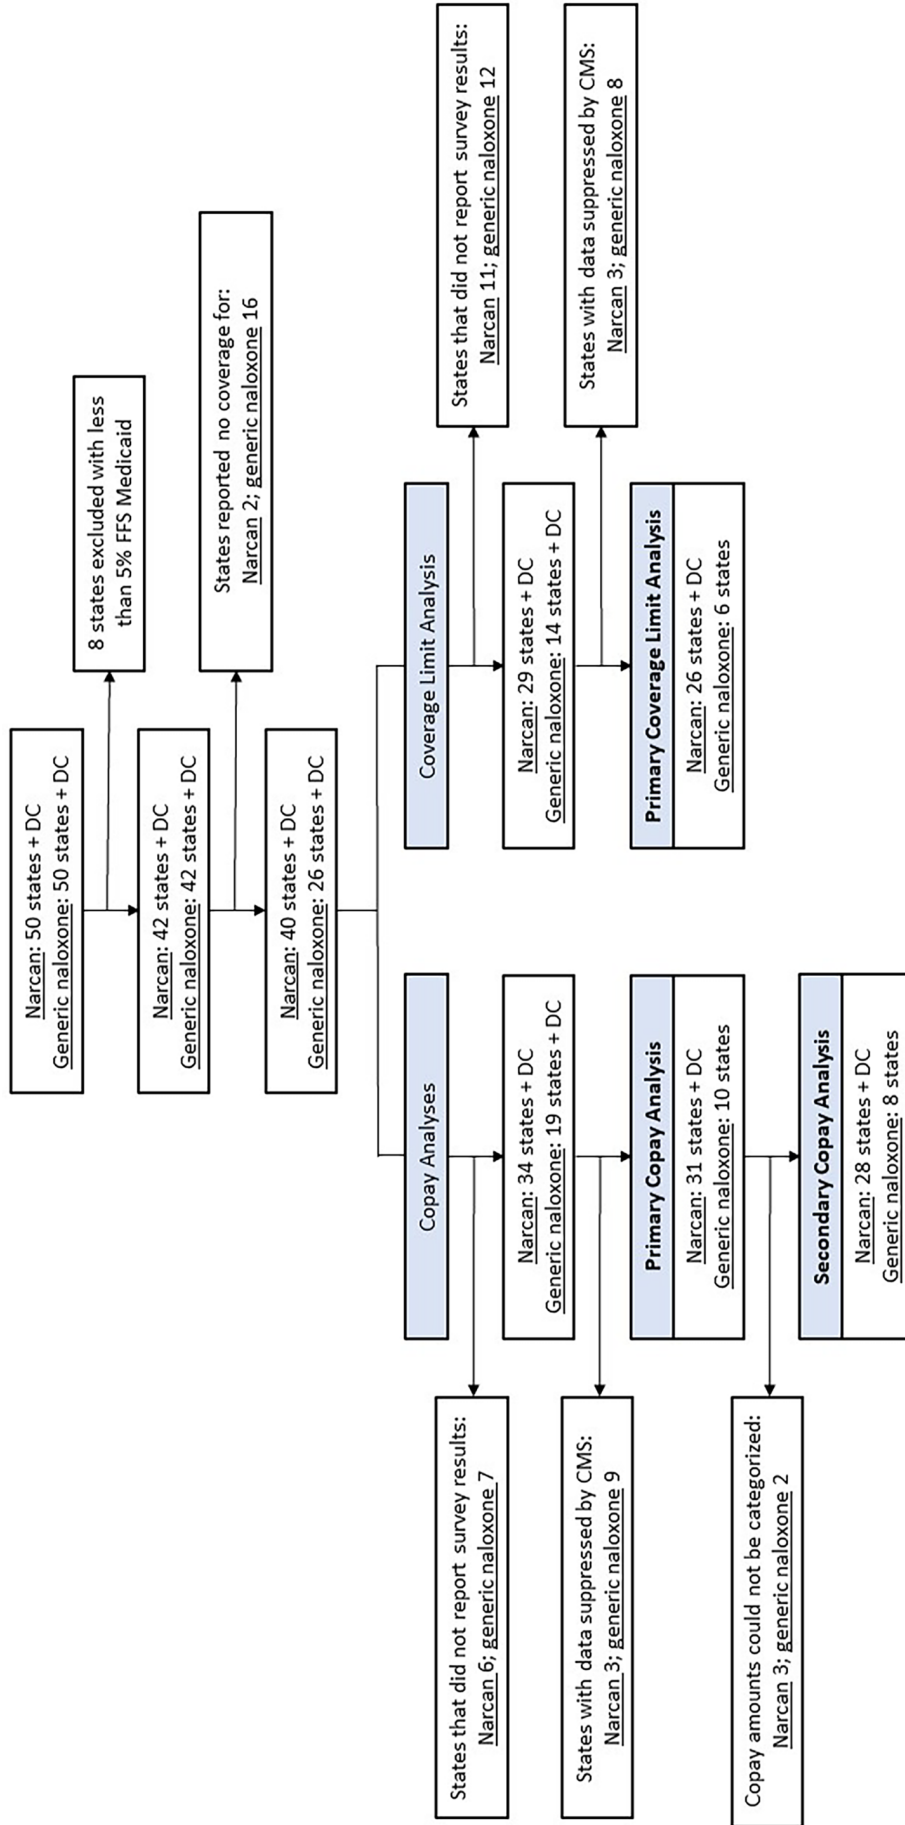 Narcan: 50 states + DC
Generic naloxone: 50 states + DC
8 states excluded with less
than 5% FFS Medicaid
Narcan: 42 states + DC
Generic naloxone: 42 states + DC
States reported no coverage for:
Narcan 2; generic naloxone 16
Narcan: 40 states + DC
Generic naloxone: 26 states + DC
Copay Analyses
States that did not report survey results:
Narcan 6; generic naloxone 7
Narcan: 34 states + DC
Generic naloxone: 19 states + DC
States with data suppressed by CMS:
Narcan 3; generic naloxone 9
Primary Copay Analysis
Narcan: 31 states + DC
Generic naloxone: 10 states
Copay amounts could not be categorized:
Narcan 3; generic naloxone 2
Secondary Copay Analysis
Narcan: 28 states + DC
Generic naloxone: 8 states
Coverage Limit Analysis
States that did not report survey results:
Narcan 11; generic naloxone 12
Narcan: 29 states + DC
Generic naloxone: 14 states + DC
States with data suppressed by CMS:
Narcan 3; generic naloxone 8
Primary Coverage Limit Analysis
Narcan: 26 states + DC
Generic naloxone: 6 states